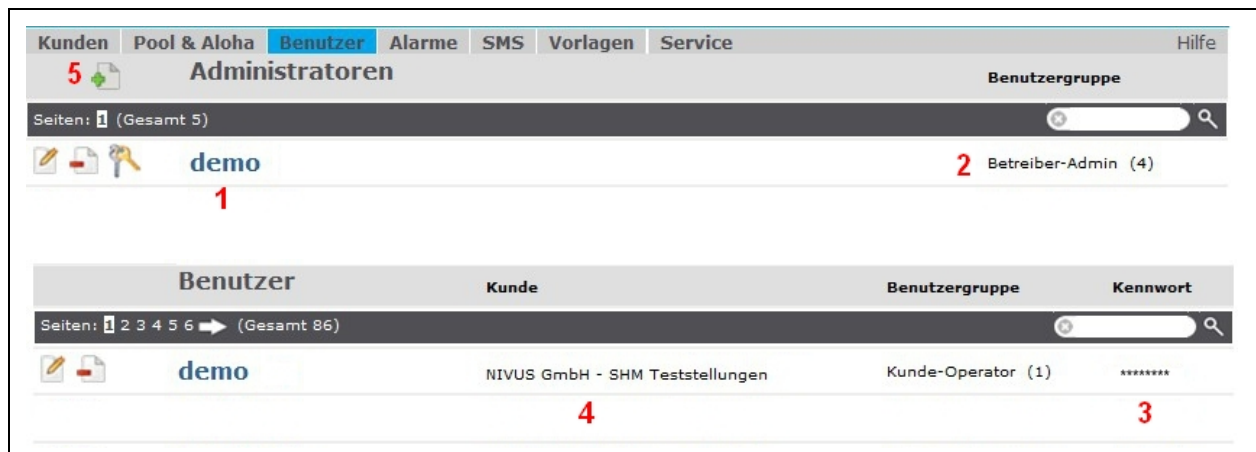 Kunden Pool & Aloha Benutzer Alarme SMS Vorlagen Service Hilfe
5 Administratoren Benutzergruppe
Seiten: 1 (Gesamt 5)
demo 2 Betreiber-Admin (4)
1
Benutzer Kunde Benutzergruppe Kennwort
Seiten: 1 2 3 4 5 6 (Gesamt 86)
demo NIVUS GmbH - SHM Teststellungen Kunde-Operator (1) ********
4 3